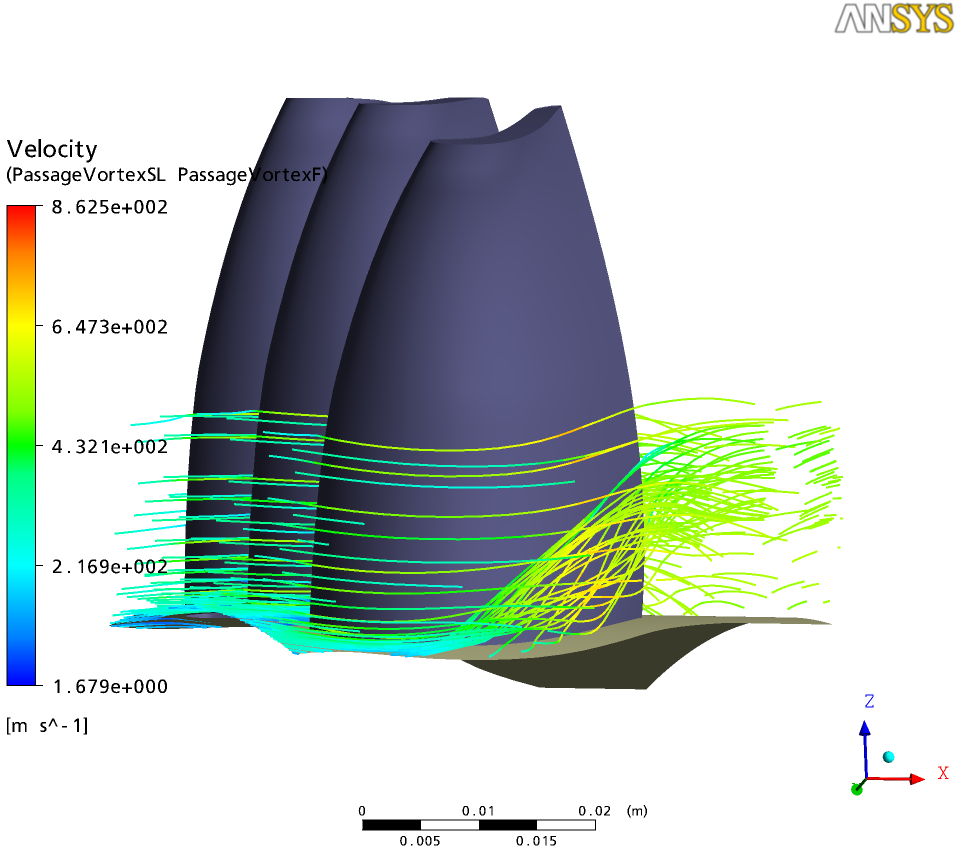 ANSYS
Velocity
(PassageVortexSL PassageVortexF)
8.625e+002
6.473e+002
4.321e+002
2.169e+002
1.679e+000
[m s^-1]
Z
X
0 0.01 0.02 (m)
0.005 0.015